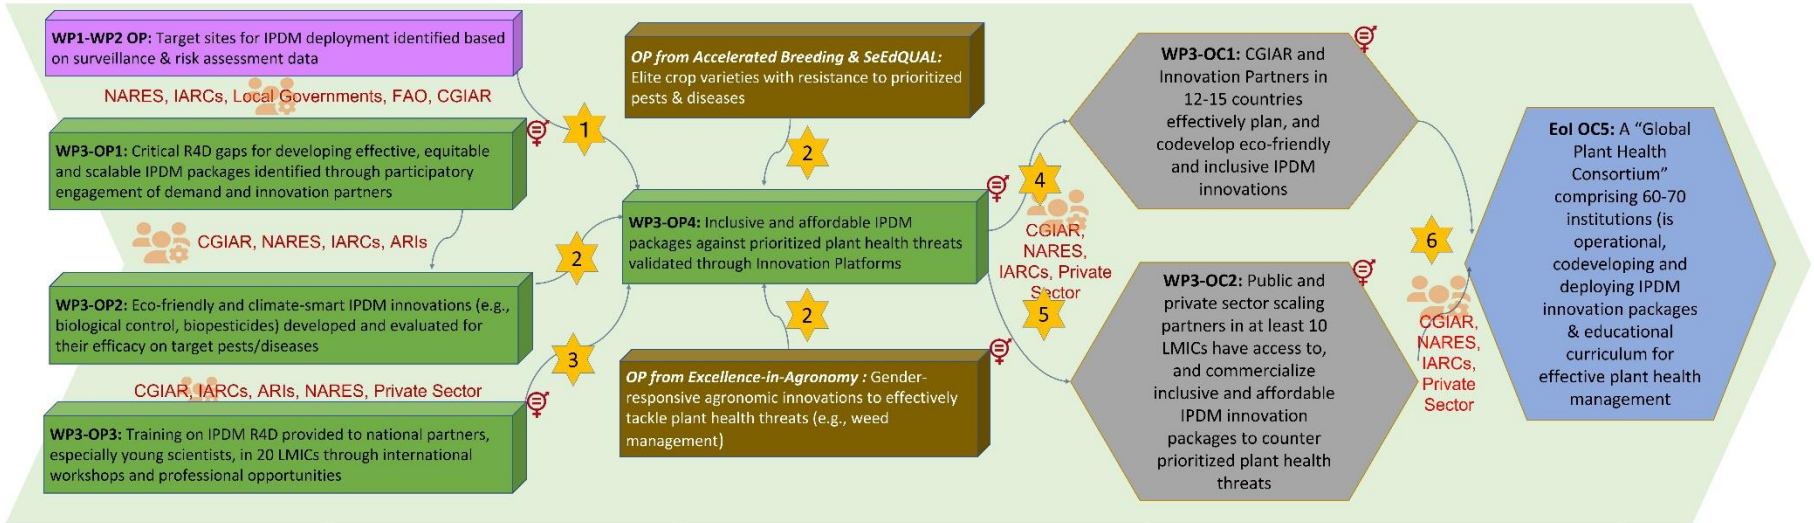 WP1-WP2 OP: Target sites for IPDM deployment identified based
on surveillance & risk assessment data
NARES, IARCs, Local Governments, FAO, CGIAR
WP3-OP1: Critical R4D gaps for developing effective, equitable
and scalable IPDM packages identified through participatory
engagement of demand and innovation partners
CGIAR, NARES, IARCs, ARIs
WP3-OP2: Eco-friendly and climate-smart IPDM innovations (e.g.,
biological control, biopesticides) developed and evaluated for
their efficacy on target pests/diseases
CGIAR, IARCs, ARIs, NARES, Private Sector
WP3-OP3: Training on IPDM R4D provided to national partners,
especially young scientists, in 20 LMICs through international
workshops and professional opportunities
1
2
3
OP from Accelerated Breeding & SeEdQUAL:
Elite crop varieties with resistance to prioritized
pests & diseases
2
WP3-OP4: Inclusive and affordable IPDM
packages against prioritized plant health threats
validated through Innovation Platforms
2
OP from Excellence-in-Agronomy : Gender-
responsive agronomic innovations to effectively
tackle plant health threats (e.g., weed
management)
4
CGIAR,
NARES,
IARCs, Private
Sector
5
WP3-OC1: CGIAR and
Innovation Partners in
12-15 countries
effectively plan, and
codevelop eco-friendly
and inclusive IPDM
innovations
WP3-OC2: Public and
private sector scaling
partners in at least 10
LMICs have access to,
and commercialize
inclusive and affordable
IPDM innovation
packages to counter
prioritized plant health
threats
6
CGIAR,
NARES,
IARCs,
Private
Sector
EoI OC5: A “Global
Plant Health
Consortium”
comprising 60-70
institutions (is
operational,
codeveloping and
deploying IPDM
innovation packages
& educational
curriculum for
effective plant health
management